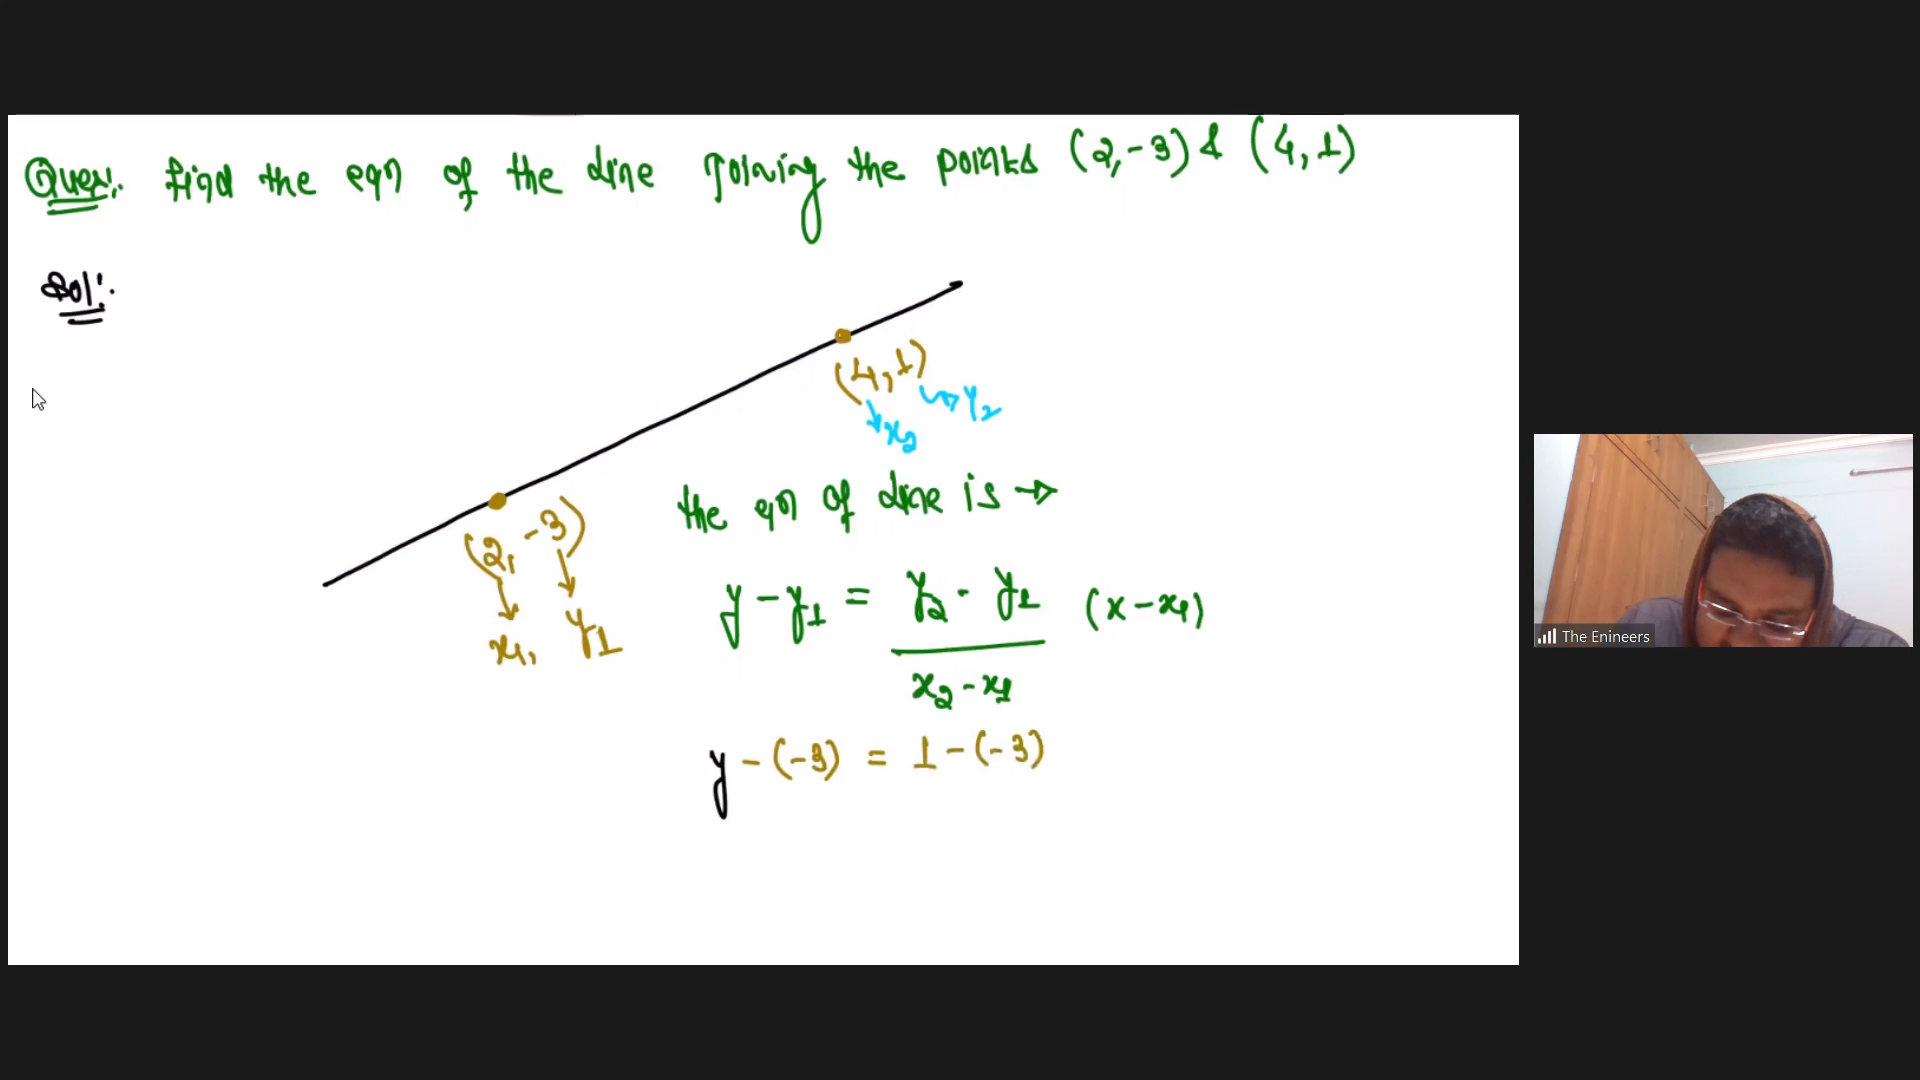 Ques:. find the eqn of the line Joining the points (2,-3) & (4,1)
Sol:.
(4,1)
y2
x2
(2,-3)
x1, y1
the eqn of line is →
y-y1 = y2-y1 (x-x1)
x2-x1
y-(-3) = 1-(-3)
The Enineers